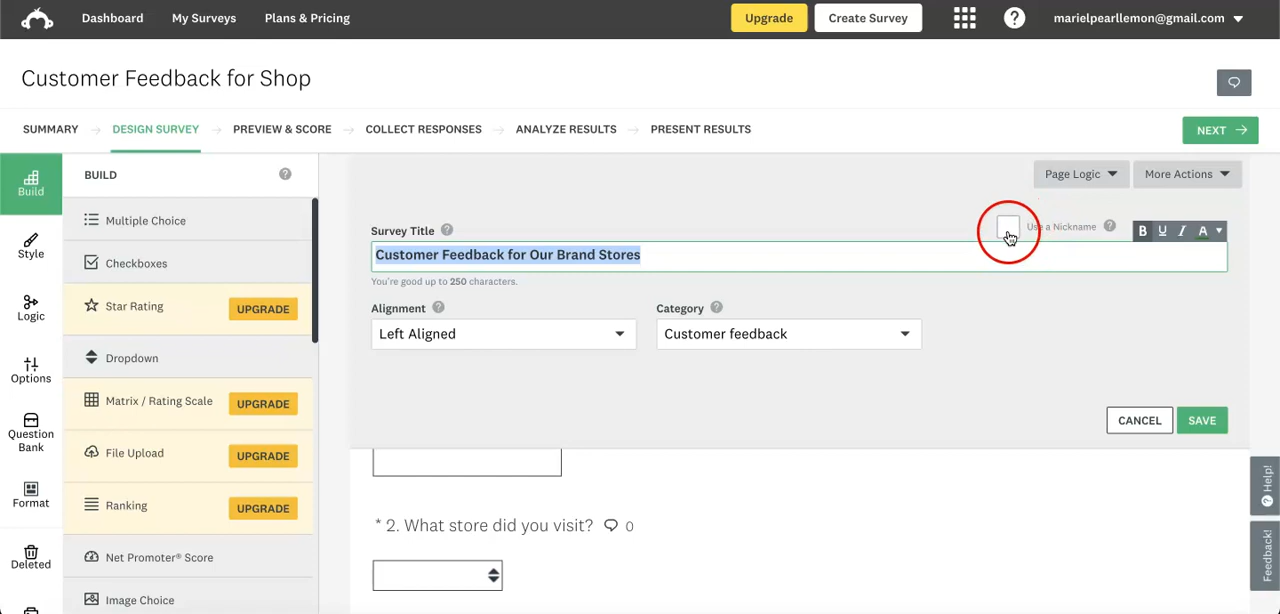 Dashboard My Surveys Plans & Pricing Upgrade Create Survey ? marielpearllemon@gmail.com
Customer Feedback for Shop
SUMMARY DESIGN SURVEY PREVIEW & SCORE COLLECT RESPONSES ANALYZE RESULTS PRESENT RESULTS NEXT
Build
Style
Logic
Options
Question
Bank
Format
Deleted
BUILD ?
Multiple Choice
Checkboxes
Star Rating UPGRADE
Dropdown
Matrix / Rating Scale UPGRADE
File Upload UPGRADE
Ranking UPGRADE
Net Promoter® Score
Image Choice
Page Logic More Actions
Survey Title ? Use a Nickname ? B U I A
Customer Feedback for Our Brand Stores
You're good up to 250 characters.
Alignment ? Category ?
Left Aligned Customer feedback
CANCEL SAVE
* 2. What store did you visit? 0
? Help!
Feedback!